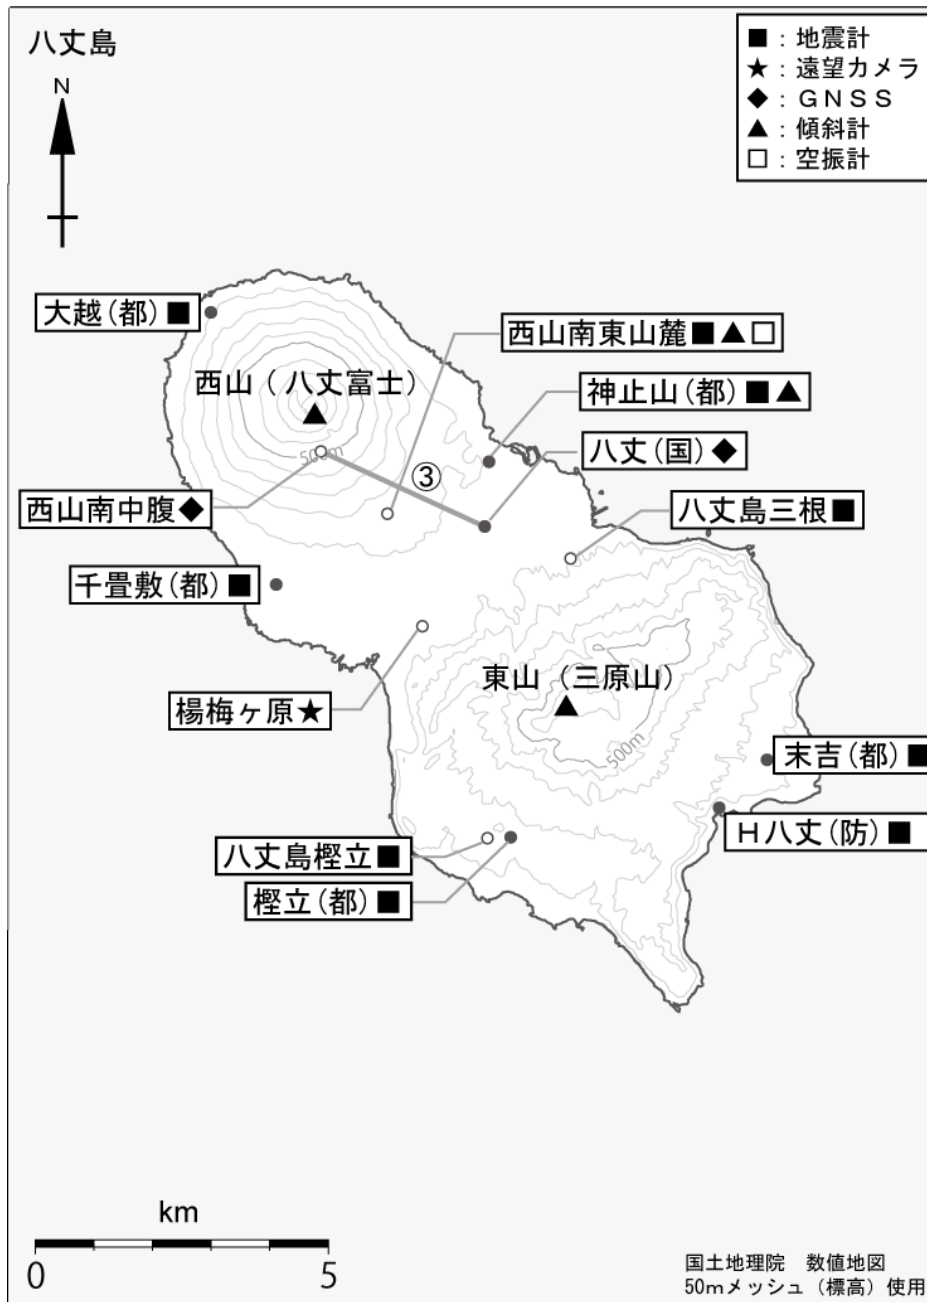 八丈島
N
■：地震計
★：遠望カメラ
◆：ＧＮＳＳ
▲：傾斜計
□：空振計
大越(都)■
西山南東山麓■▲□
西山（八丈富士）
神止山(都)■▲
八丈(国)◆
500m
③
西山南中腹◆
八丈島三根■
千畳敷(都)■
東山（三原山）
楊梅ヶ原★
500m
末吉(都)■
Ｈ八丈(防)■
八丈島樫立■
樫立(都)■
km
0 5
国土地理院　数値地図
50mメッシュ（標高）使用